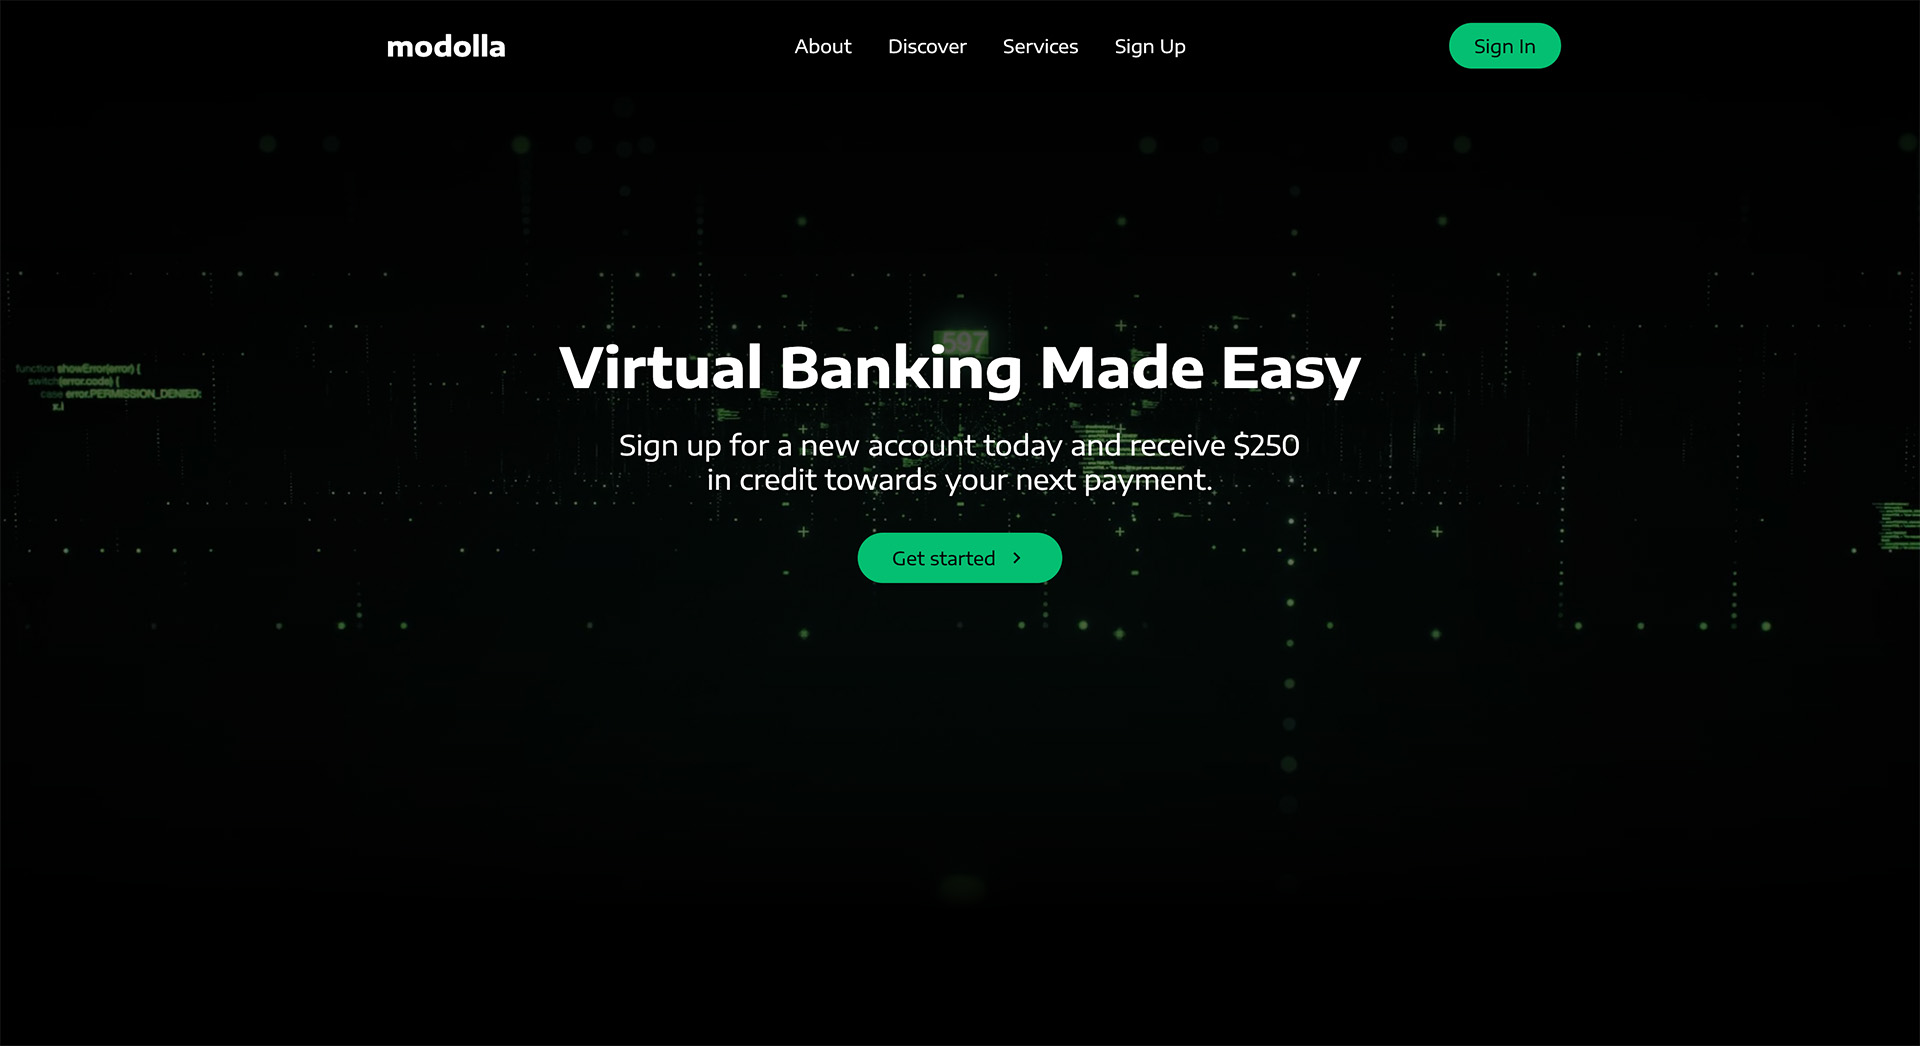 modolla
About
Discover
Services
Sign Up
Sign In
597
Virtual Banking Made Easy
function showError(error) {
switch(error.code) {
case error.PERMISSION_DENIED:
x.i
Sign up for a new account today and receive $250
in credit towards your next payment.
Get started